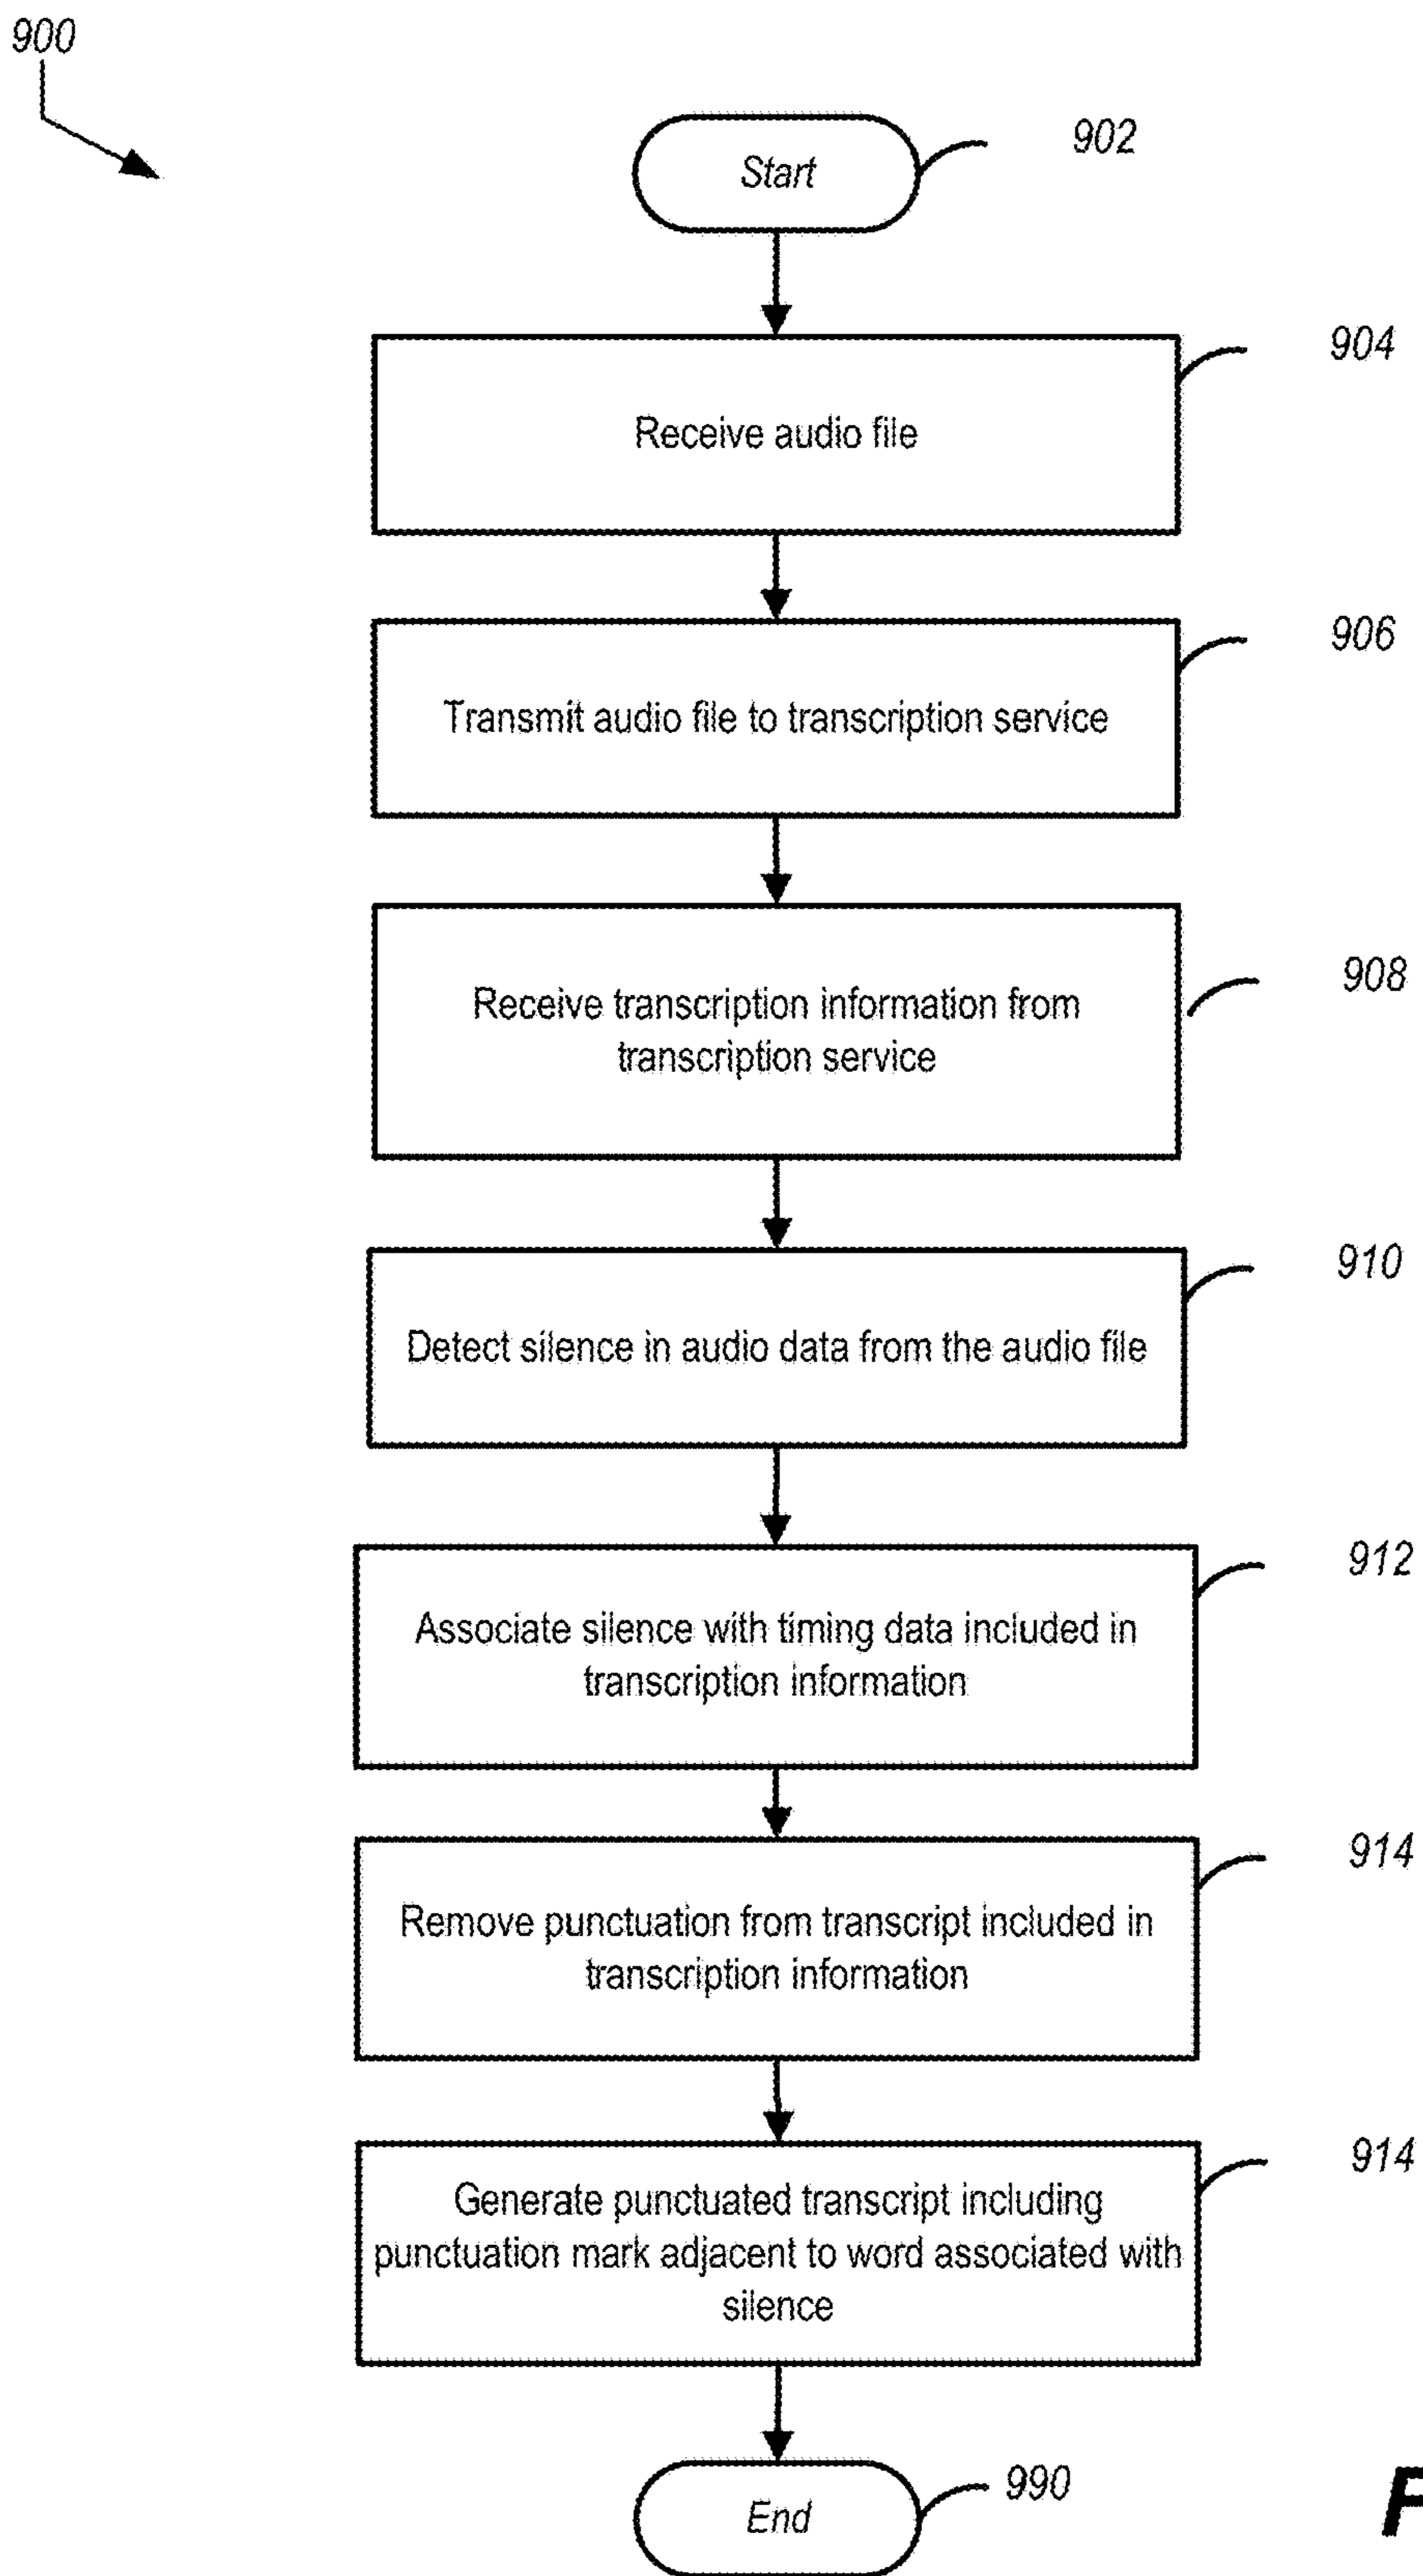 900
Start
902
904
Receive audio file
906
Transmit audio file to transcription service
908
Receive transcription information from
transcription service
910
Detect silence in audio data from the audio file
912
Associate silence with timing data included in
transcription information
914
Remove punctuation from transcript included in
transcription information
914
Generate punctuated transcript including
punctuation mark adjacent to word associated with
silence
End
990